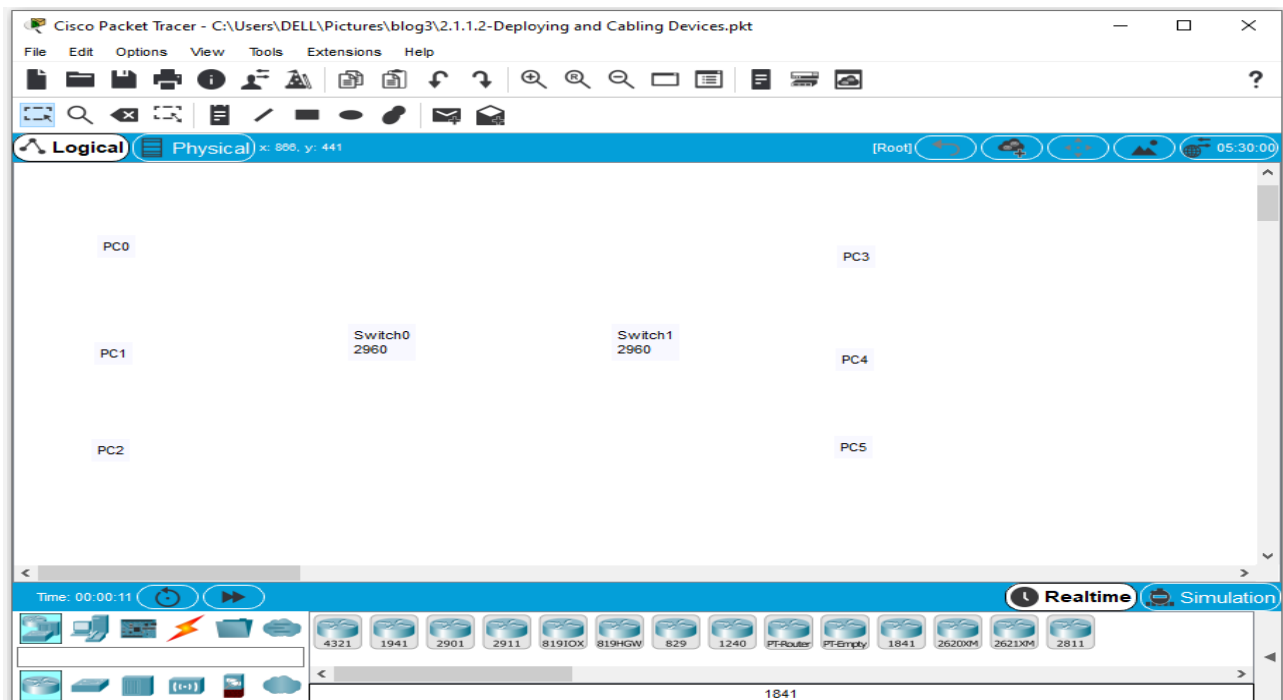 Cisco Packet Tracer - C:\Users\DELL\Pictures\blog3\2.1.1.2-Deploying and Cabling Devices.pkt
File Edit Options View Tools Extensions Help
?
Logical Physical x: 866, y: 441 [Root] 05:30:00
PC0
PC3
Switch0
2960
Switch1
2960
PC1
PC4
PC2
PC5
Time: 00:00:11 Realtime Simulation
4321 1941 2901 2911 819IOX 819HGW 829 1240 PT-Router PT-Empty 1841 2620XM 2621XM 2811
1841